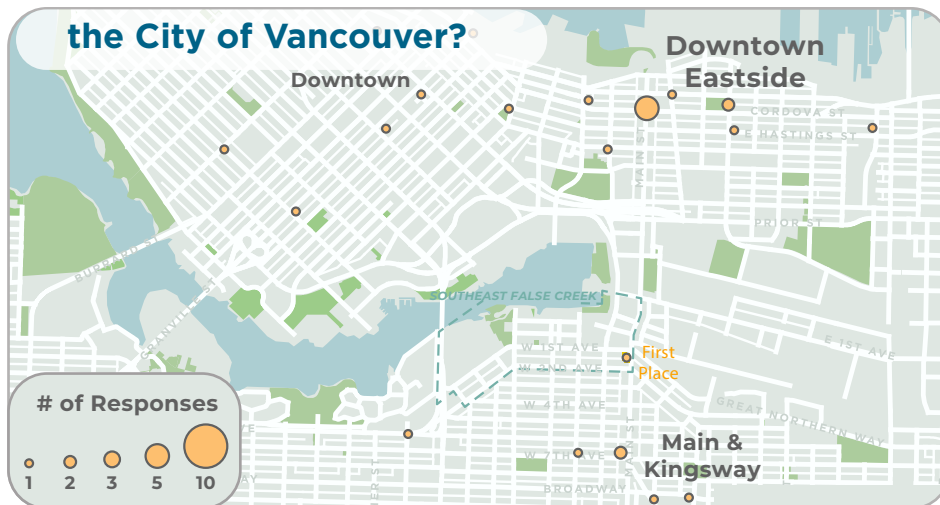 the City of Vancouver?
Downtown
Downtown
Eastside
CORDOVA ST
E HASTINGS ST
MAIN ST
PRIOR ST
BURRARD ST
GRANVILLE ST
SOUTHEAST FALSE CREEK
W 1ST AVE
First
Place
W 2ND AVE
E 1ST AVE
W 4TH AVE
GREAT NORTHERN WAY
MAIN ST
Main &
Kingsway
W 7TH AVE
BROADWAY
# of Responses
1 2 3 5 10